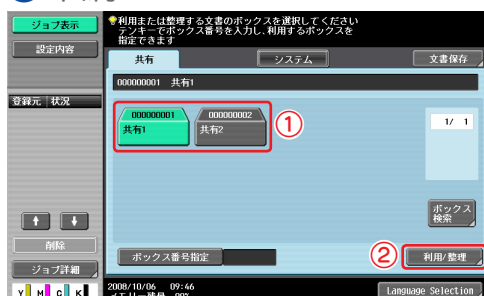 ジョブ表示
設定内容
利用または整理する文書のボックスを選択してください
テンキーでボックス番号を入力し、利用するボックスを
指定できます
共有
システム
文書保存
000000001 共有1
登録元 状況
000000001
共有1
000000002
共有2
①
1/ 1
ボックス
検索
↑ ↓
削除
ジョブ詳細
ボックス番号指定
②
利用/整理
Y M C K
2008/10/06 09:46
Language Selection